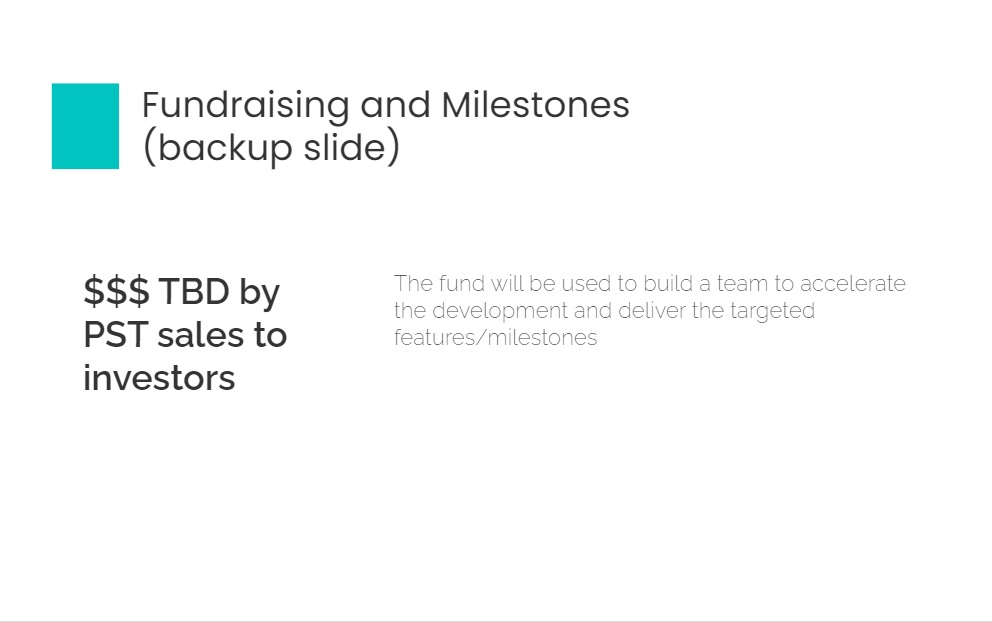 Fundraising and Milestones
(backup slide)
$$$ TBD by
PST sales to
investors
The fund will be used to build a team to accelerate
the development and deliver the targeted
features/milestones